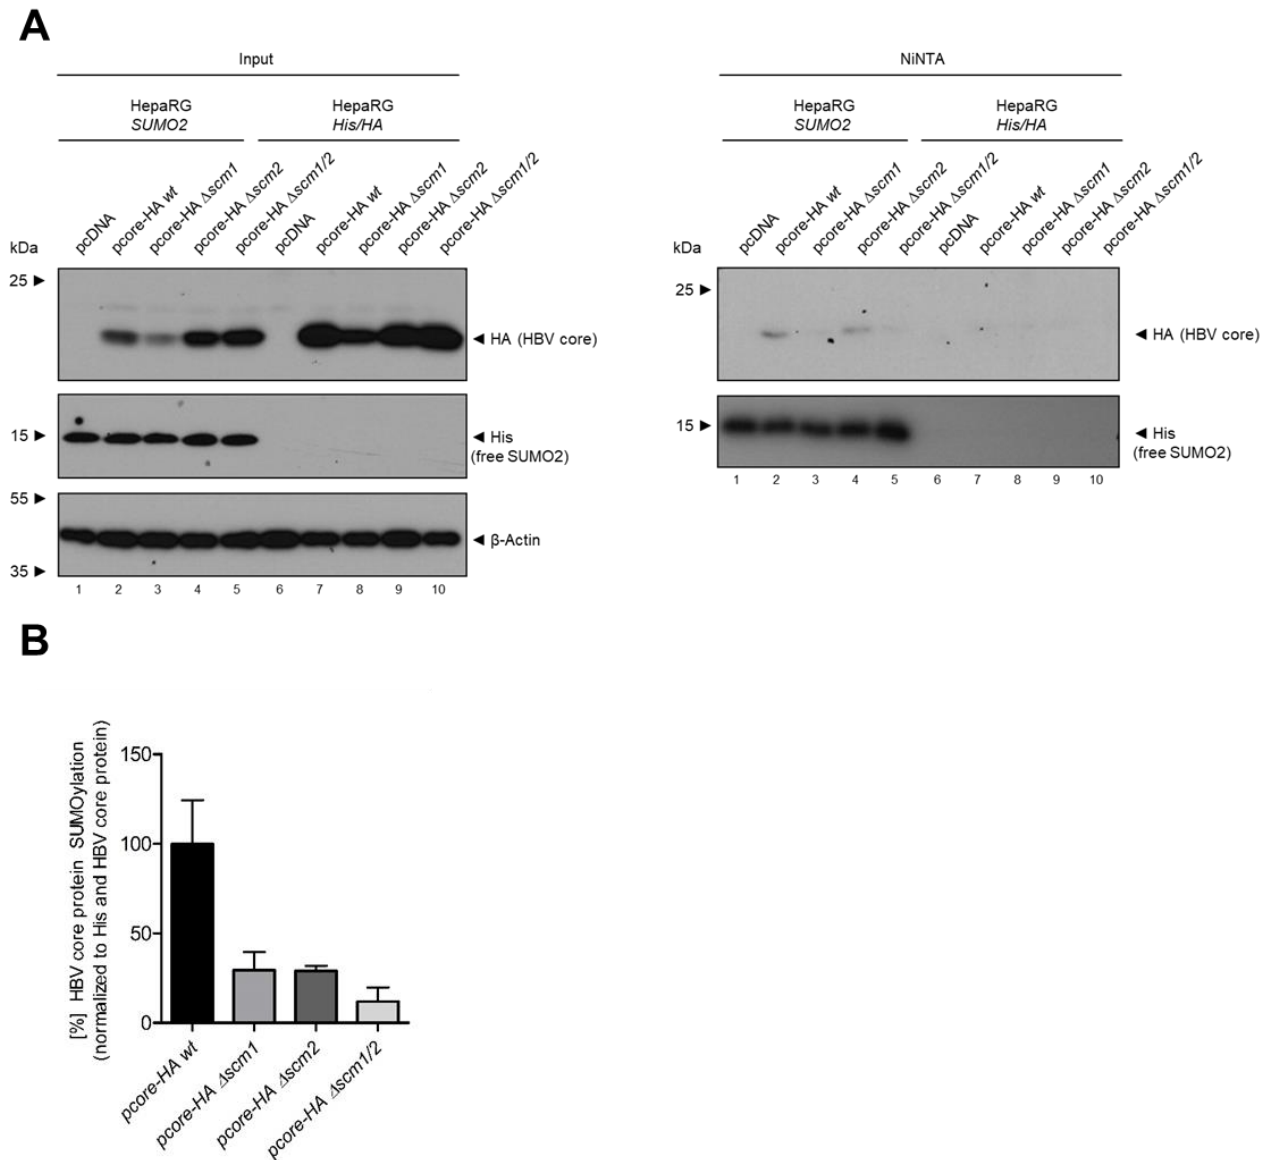 A
Input
HepaRG
SUMO2
HepaRG
His/HA
pcDNA
pcore-HA wt
pcore-HA Δscm1
pcore-HA Δscm2
pcore-HA Δscm1/2
pcDNA
pcore-HA wt
pcore-HA Δscm1
pcore-HA Δscm2
pcore-HA Δscm1/2
kDa
25 ►
◄ HA (HBV core)
15 ►
◄ His
(free SUMO2)
55 ►
◄ β-Actin
35 ►
1 2 3 4 5 6 7 8 9 10
NiNTA
HepaRG
SUMO2
HepaRG
His/HA
pcDNA
pcore-HA wt
pcore-HA Δscm1
pcore-HA Δscm2
pcore-HA Δscm1/2
pcDNA
pcore-HA wt
pcore-HA Δscm1
pcore-HA Δscm2
pcore-HA Δscm1/2
kDa
25 ►
◄ HA (HBV core)
15 ►
◄ His
(free SUMO2)
1 2 3 4 5 6 7 8 9 10
B
[%] HBV core protein SUMOylation
(normalized to His and HBV core protein)
150
100
50
0
pcore-HA wt
pcore-HA Δscm1
pcore-HA Δscm2
pcore-HA Δscm1/2